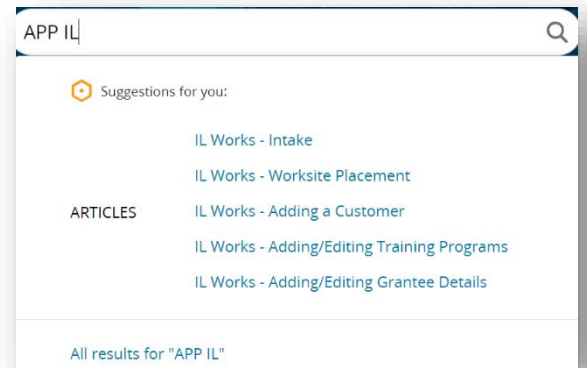 APP IL
Suggestions for you:
IL Works - Intake
IL Works - Worksite Placement
ARTICLES IL Works - Adding a Customer
IL Works - Adding/Editing Training Programs
IL Works - Adding/Editing Grantee Details
All results for "APP IL"